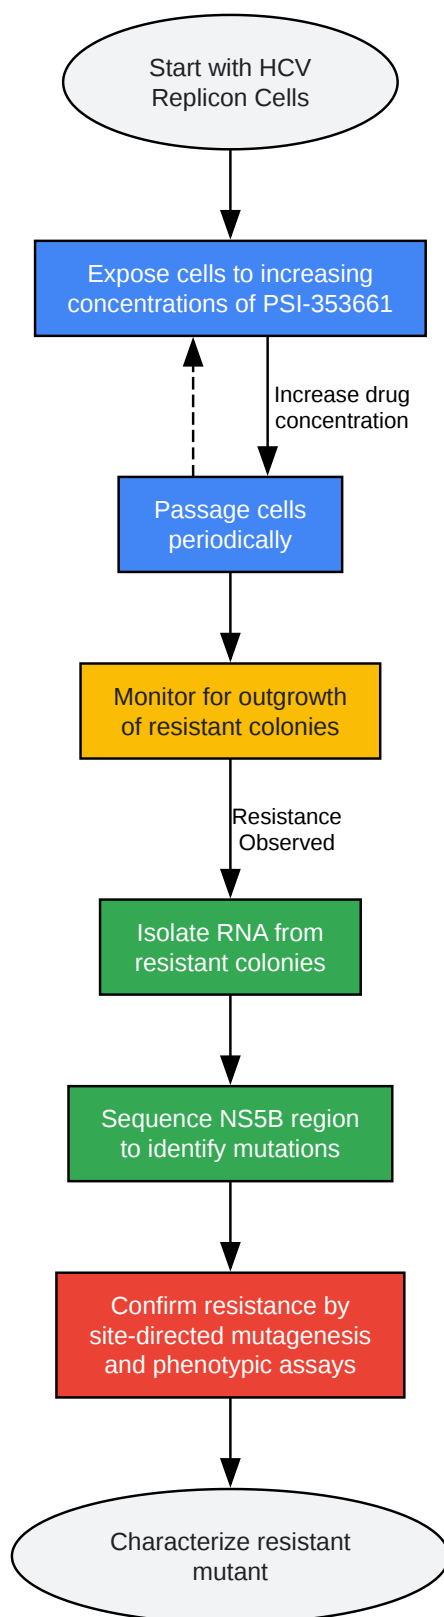 Start with HCV
Replicon Cells
Expose cells to increasing
concentrations of PSI-353661
Increase drug
concentration
Passage cells
periodically
Monitor for outgrowth
of resistant colonies
Resistance
Observed
Isolate RNA from
resistant colonies
Sequence NS5B region
to identify mutations
Confirm resistance by
site-directed mutagenesis
and phenotypic assays
Characterize resistant
mutant